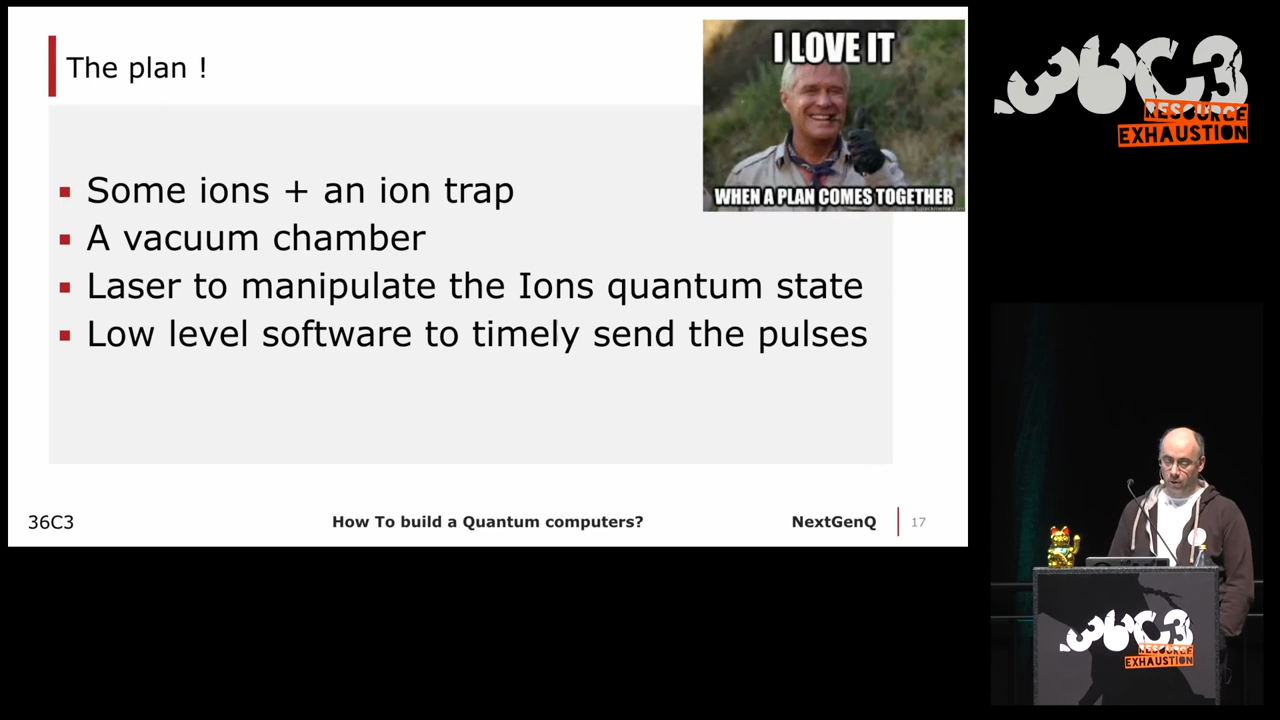 The plan !
I LOVE IT
WHEN A PLAN COMES TOGETHER
Some ions + an ion trap
A vacuum chamber
Laser to manipulate the Ions quantum state
Low level software to timely send the pulses
36C3
How To build a Quantum computers?
NextGenQ
17
36C3
RESOURCE
EXHAUSTION
36C3
RESOURCE
EXHAUSTION